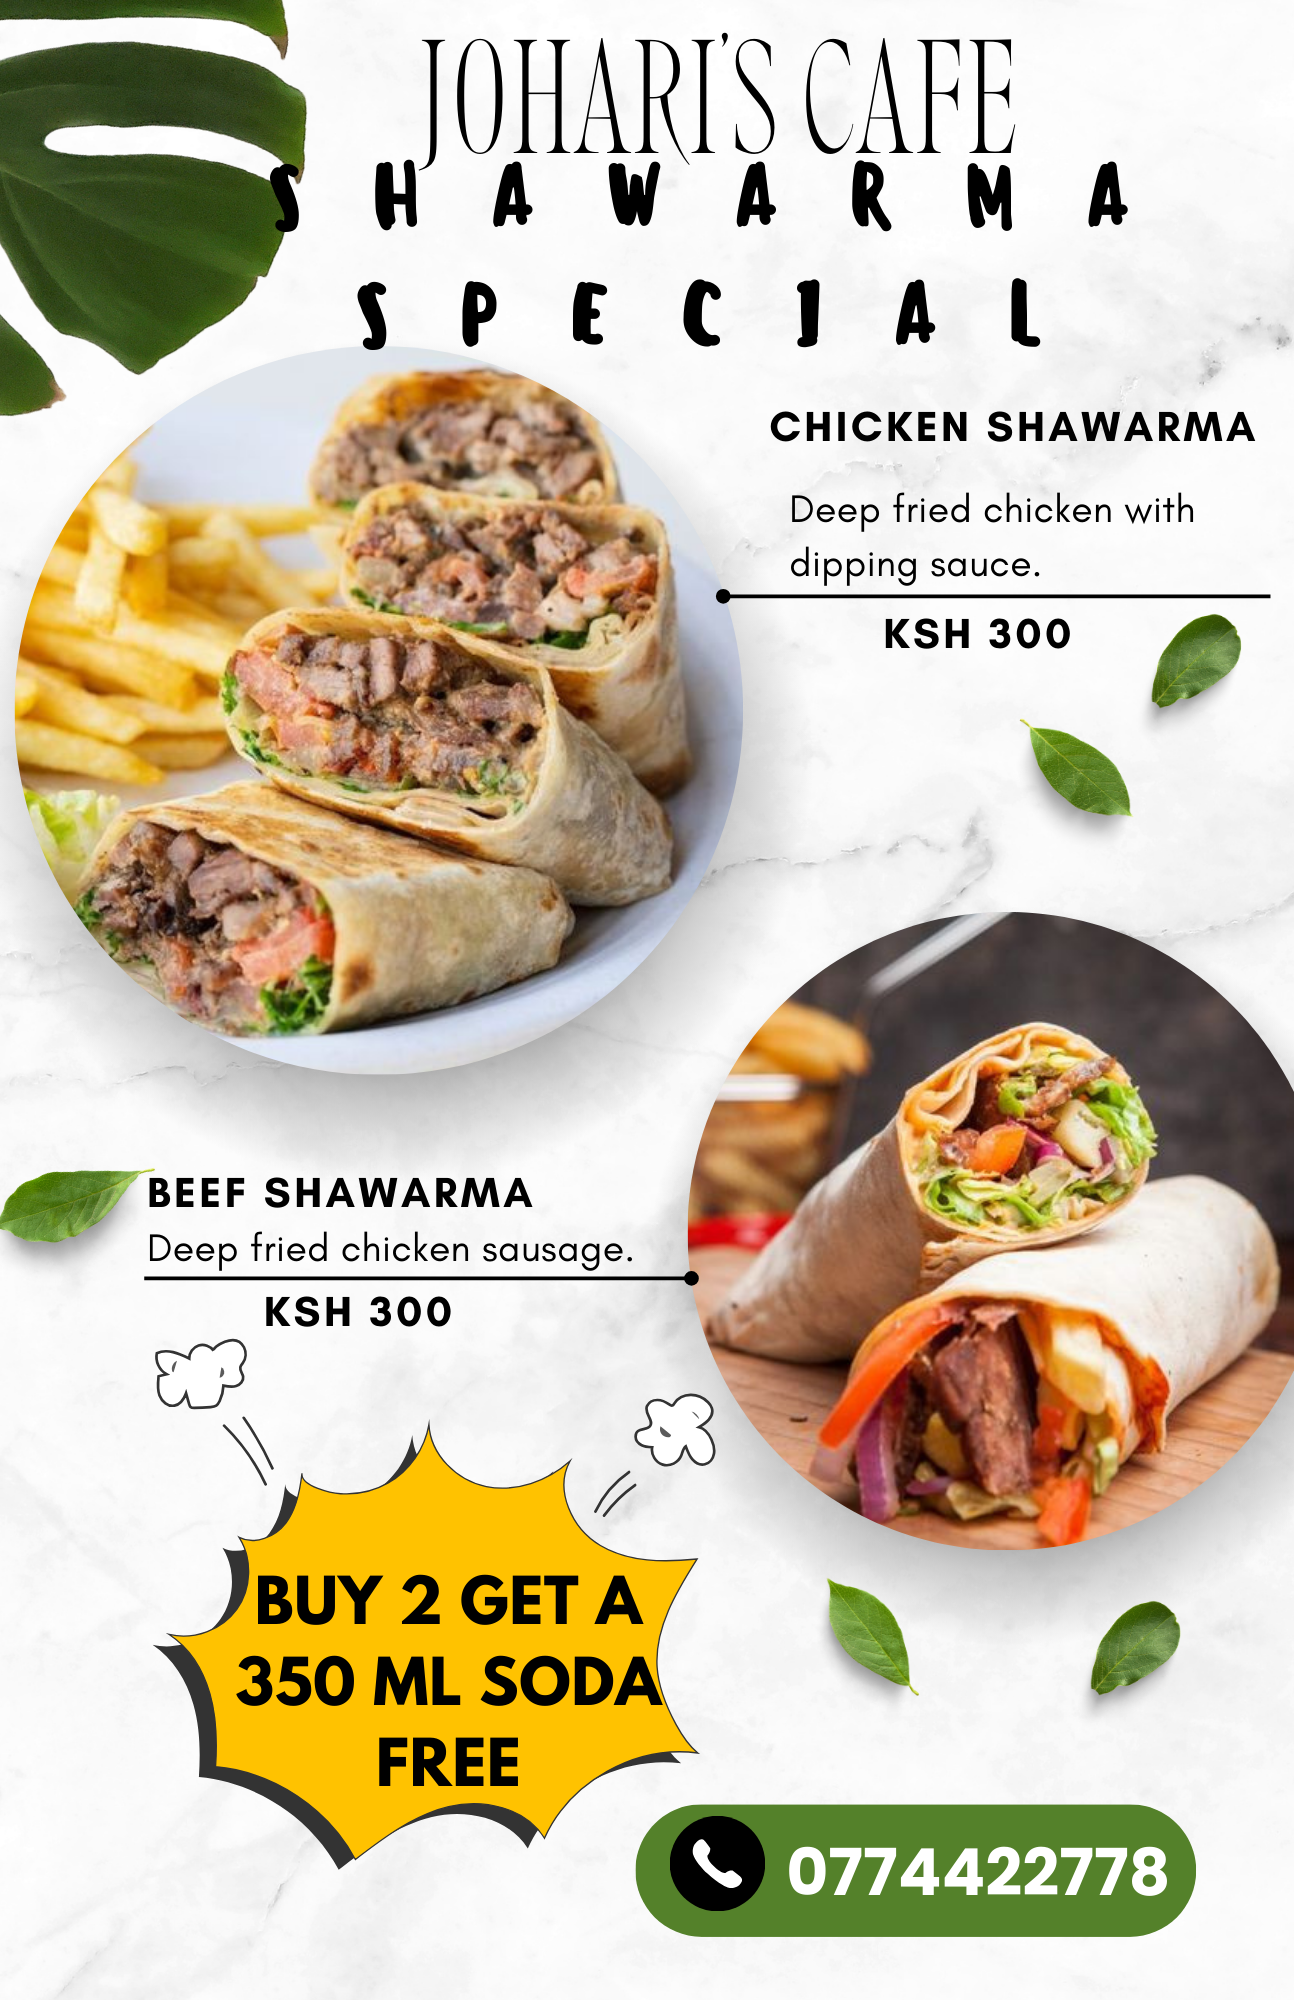 JOHARI'S CAFE
SHAWARMA
SPECIAL
CHICKEN SHAWARMA
Deep fried chicken with
dipping sauce.
KSH 300
BEEF SHAWARMA
Deep fried chicken sausage.
KSH 300
BUY 2 GET A
350 ML SODA
FREE
0774422778